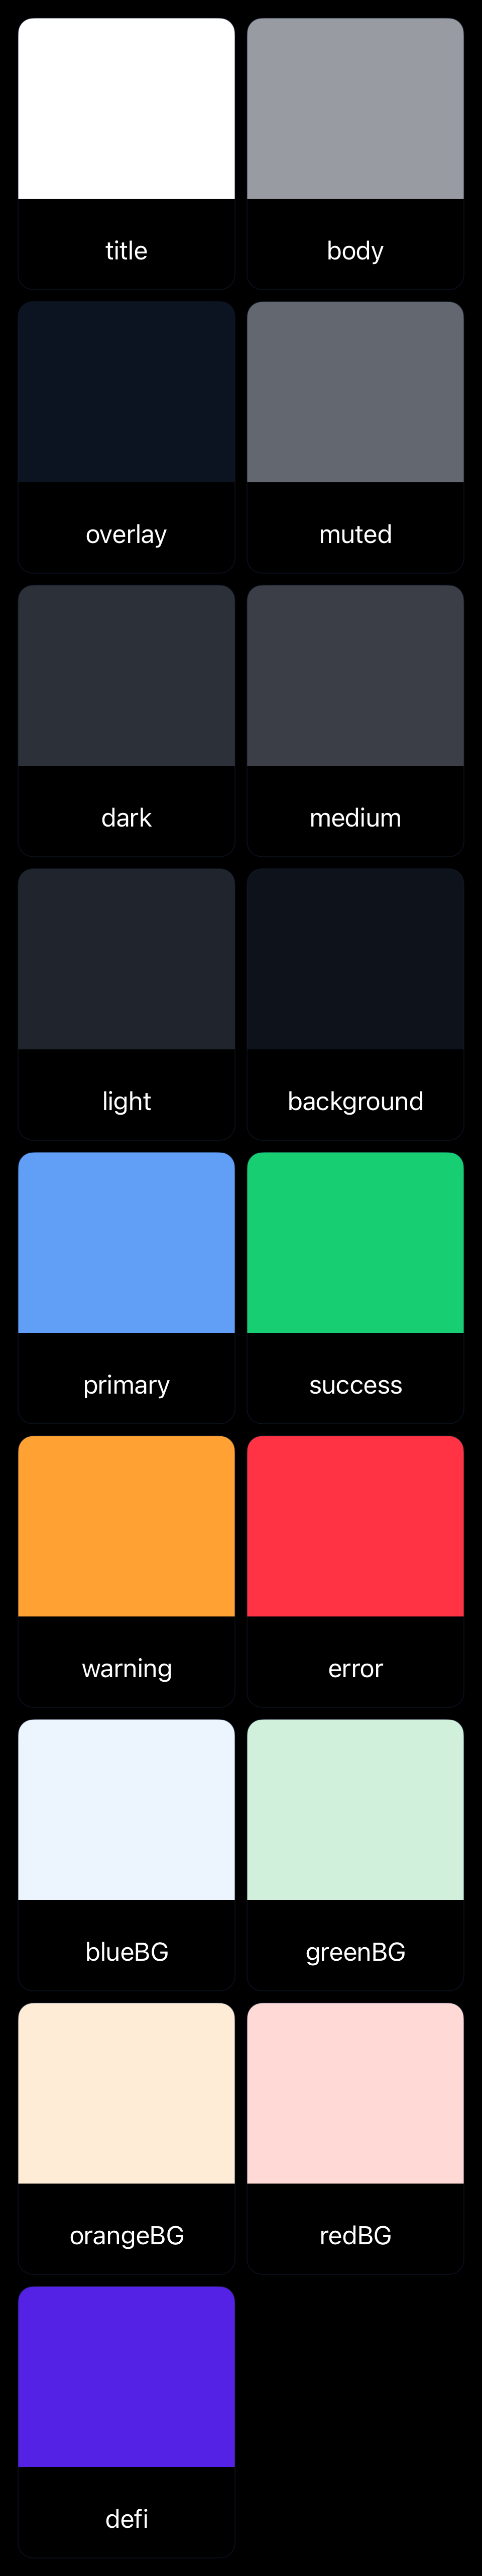 title
body
overlay
muted
dark
medium
light
background
primary
success
warning
error
blueBG
greenBG
orangeBG
redBG
defi